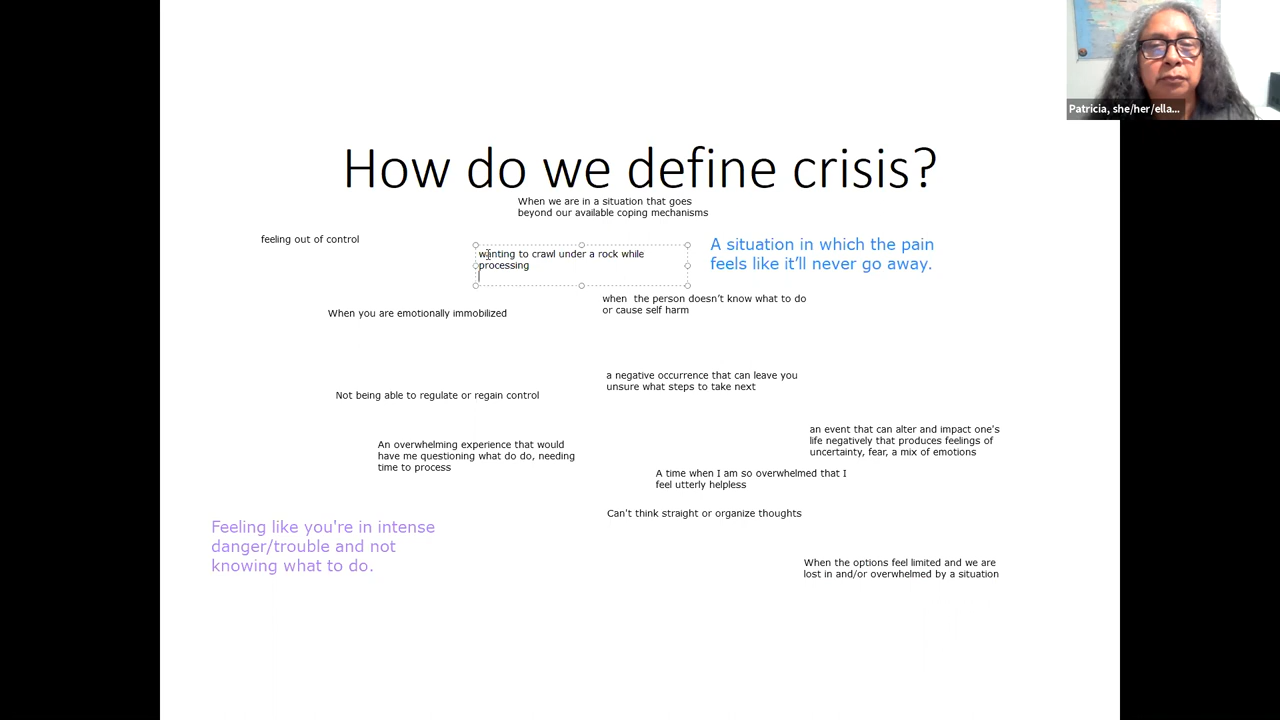 Patricia, she/her/ella...
How do we define crisis?
When we are in a situation that goes
beyond our available coping mechanisms
feeling out of control
wanting to crawl under a rock while
processing
A situation in which the pain
feels like it’ll never go away.
when  the person doesn’t know what to do
or cause self harm
When you are emotionally immobilized
a negative occurrence that can leave you
unsure what steps to take next
Not being able to regulate or regain control
an event that can alter and impact one's
life negatively that produces feelings of
uncertainty, fear, a mix of emotions
An overwhelming experience that would
have me questioning what do do, needing
time to process
A time when I am so overwhelmed that I
feel utterly helpless
Can't think straight or organize thoughts
Feeling like you're in intense
danger/trouble and not
knowing what to do.
When the options feel limited and we are
lost in and/or overwhelmed by a situation